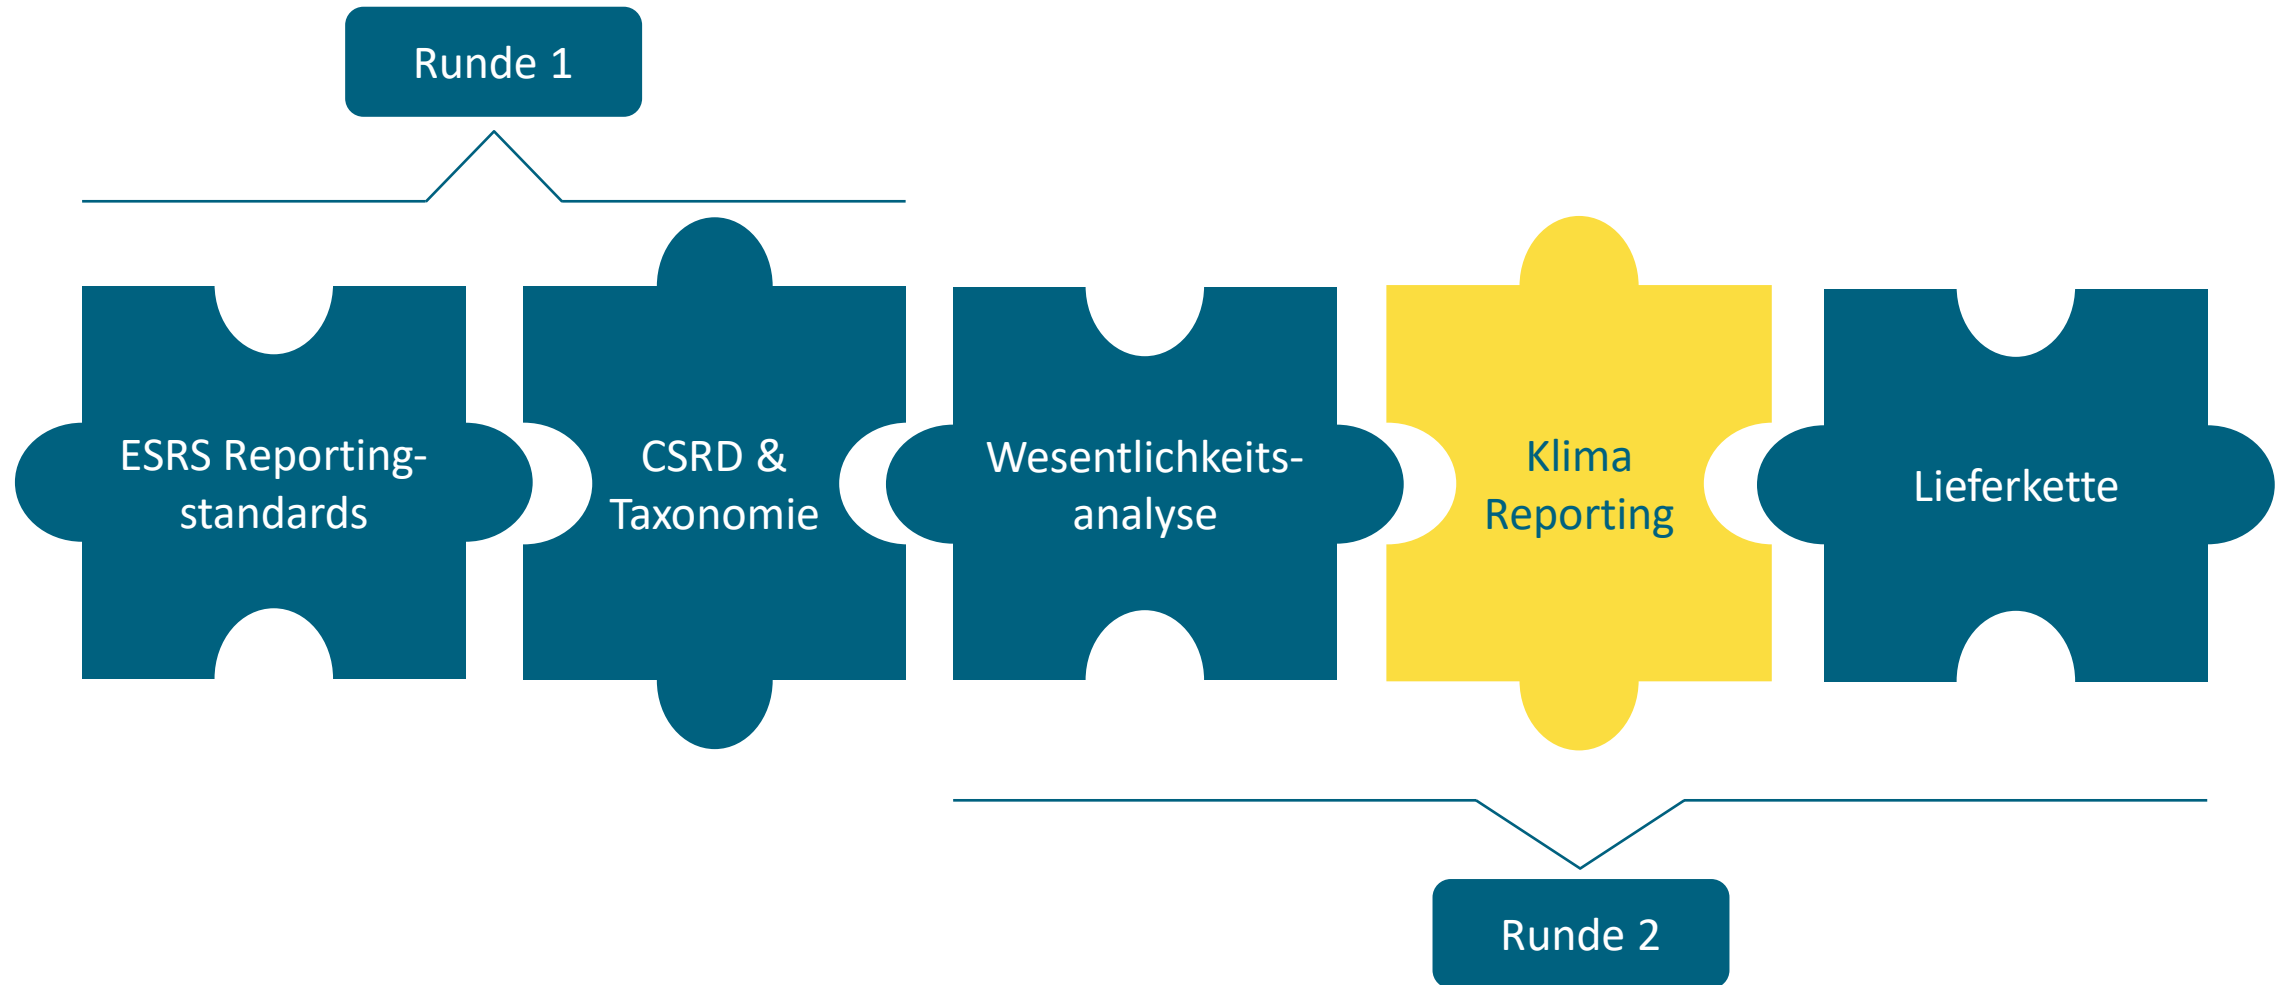 Runde 1
ESRS Reporting-
standards
CSRD &
Taxonomie
Wesentlichkeits-
analyse
Klima
Reporting
Lieferkette
Runde 2